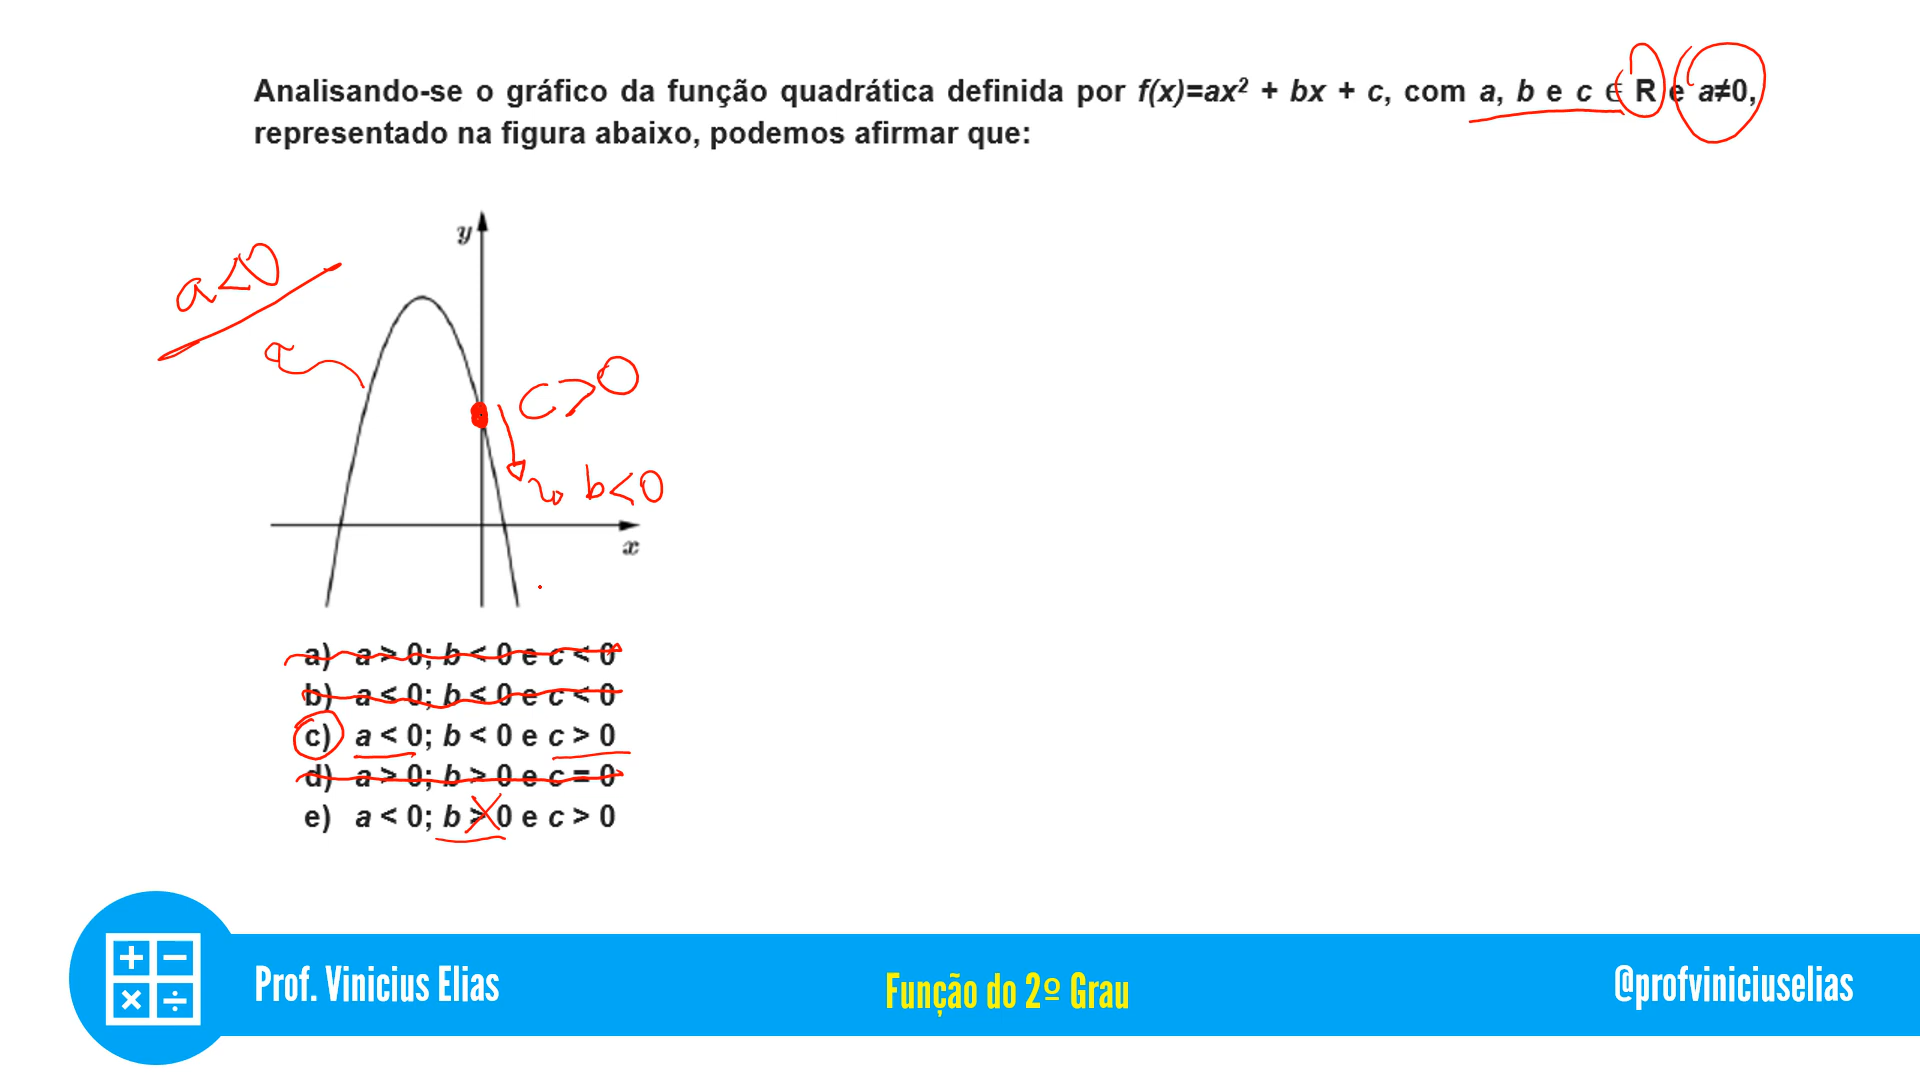 Analisando-se o gráfico da função quadrática definida por f(x)=ax² + bx + c, com a, b e c ∈ R e a≠0,
representado na figura abaixo, podemos afirmar que:
y
a<0
a
c>0
b<0
x
a) a > 0; b < 0 e c < 0
b) a < 0; b < 0 e c < 0
c) a < 0; b < 0 e c > 0
d) a > 0; b > 0 e c = 0
e) a < 0; b > 0 e c > 0
+ −
× ÷
Prof. Vinicius Elias
Função do 2º Grau
@profviniciuselias